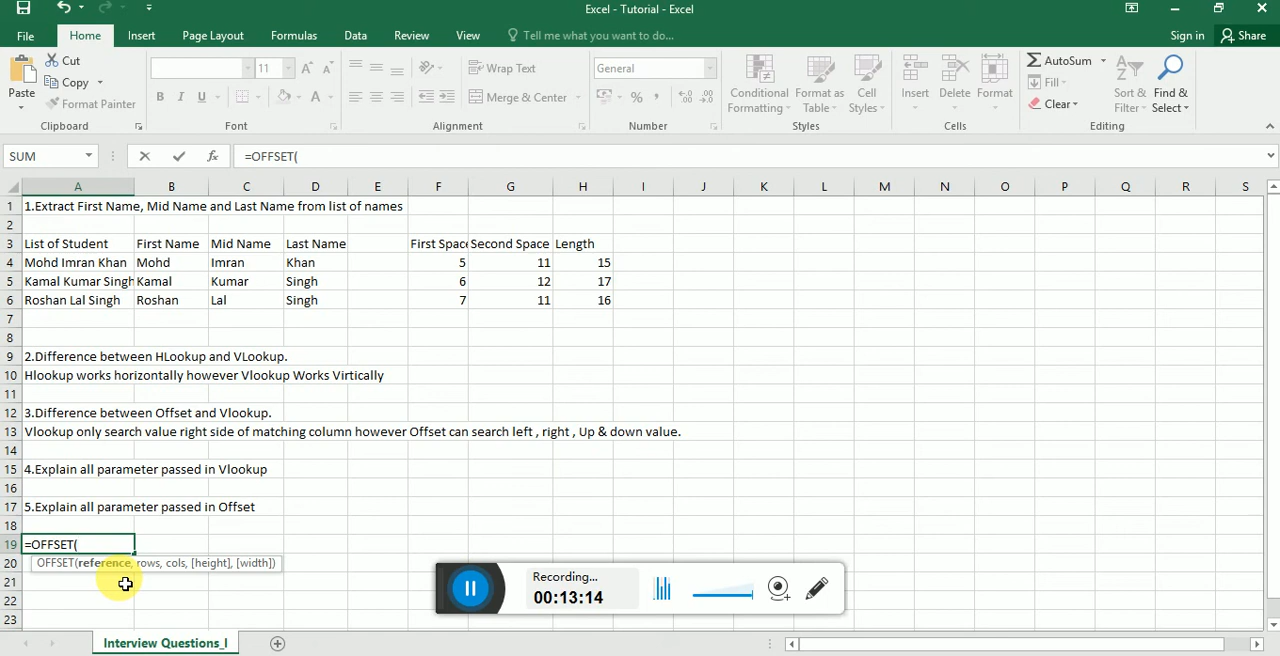 Excel - Tutorial - Excel
File Home Insert Page Layout Formulas Data Review View Tell me what you want to do... Sign in Share
Paste Cut Copy Format Painter
11 Wrap Text Merge & Center
General
Conditional Formatting Format as Table Cell Styles
Insert Delete Format
AutoSum Fill Clear Sort & Filter Find & Select
Clipboard Font Alignment Number Styles Cells Editing
SUM =OFFSET(
A B C D E F G H I J K L M N O P Q R S
1 1.Extract First Name, Mid Name and Last Name from list of names
2
3 List of Student First Name Mid Name Last Name First Space Second Space Length
4 Mohd Imran Khan Mohd Imran Khan 5 11 15
5 Kamal Kumar Singh Kamal Kumar Singh 6 12 17
6 Roshan Lal Singh Roshan Lal Singh 7 11 16
7
8
9 2.Difference between HLookup and VLookup.
10 Hlookup works horizontally however Vlookup Works Virtically
11
12 3.Difference between Offset and Vlookup.
13 Vlookup only search value right side of matching column however Offset can search left , right , Up & down value.
14
15 4.Explain all parameter passed in Vlookup
16
17 5.Explain all parameter passed in Offset
18
19 =OFFSET(
20 OFFSET(reference, rows, cols, [height], [width])
21
22
23
Recording...
00:13:14
Interview Questions_I